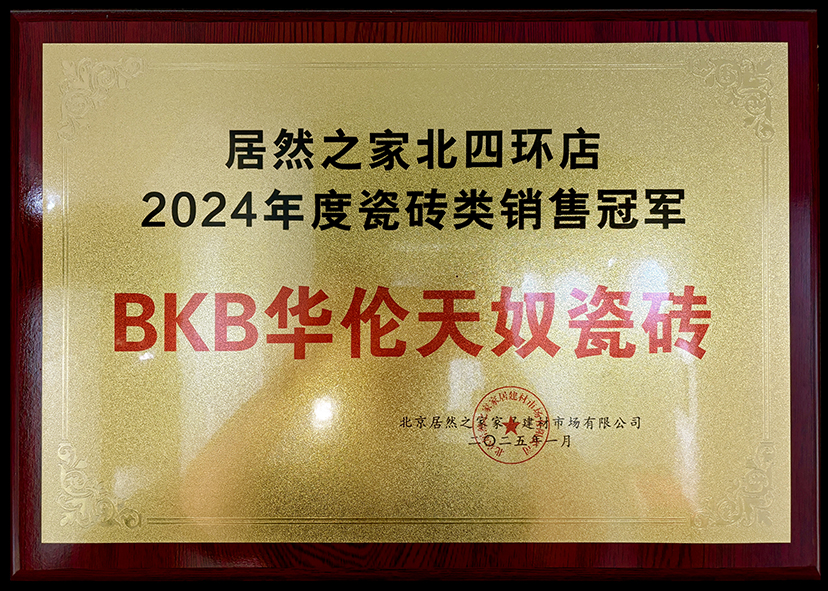 居然之家北四环店
2024年度瓷砖类销售冠军
BKB华伦天奴瓷砖
北京居然之家家居建材市场有限公司
二〇二五年一月